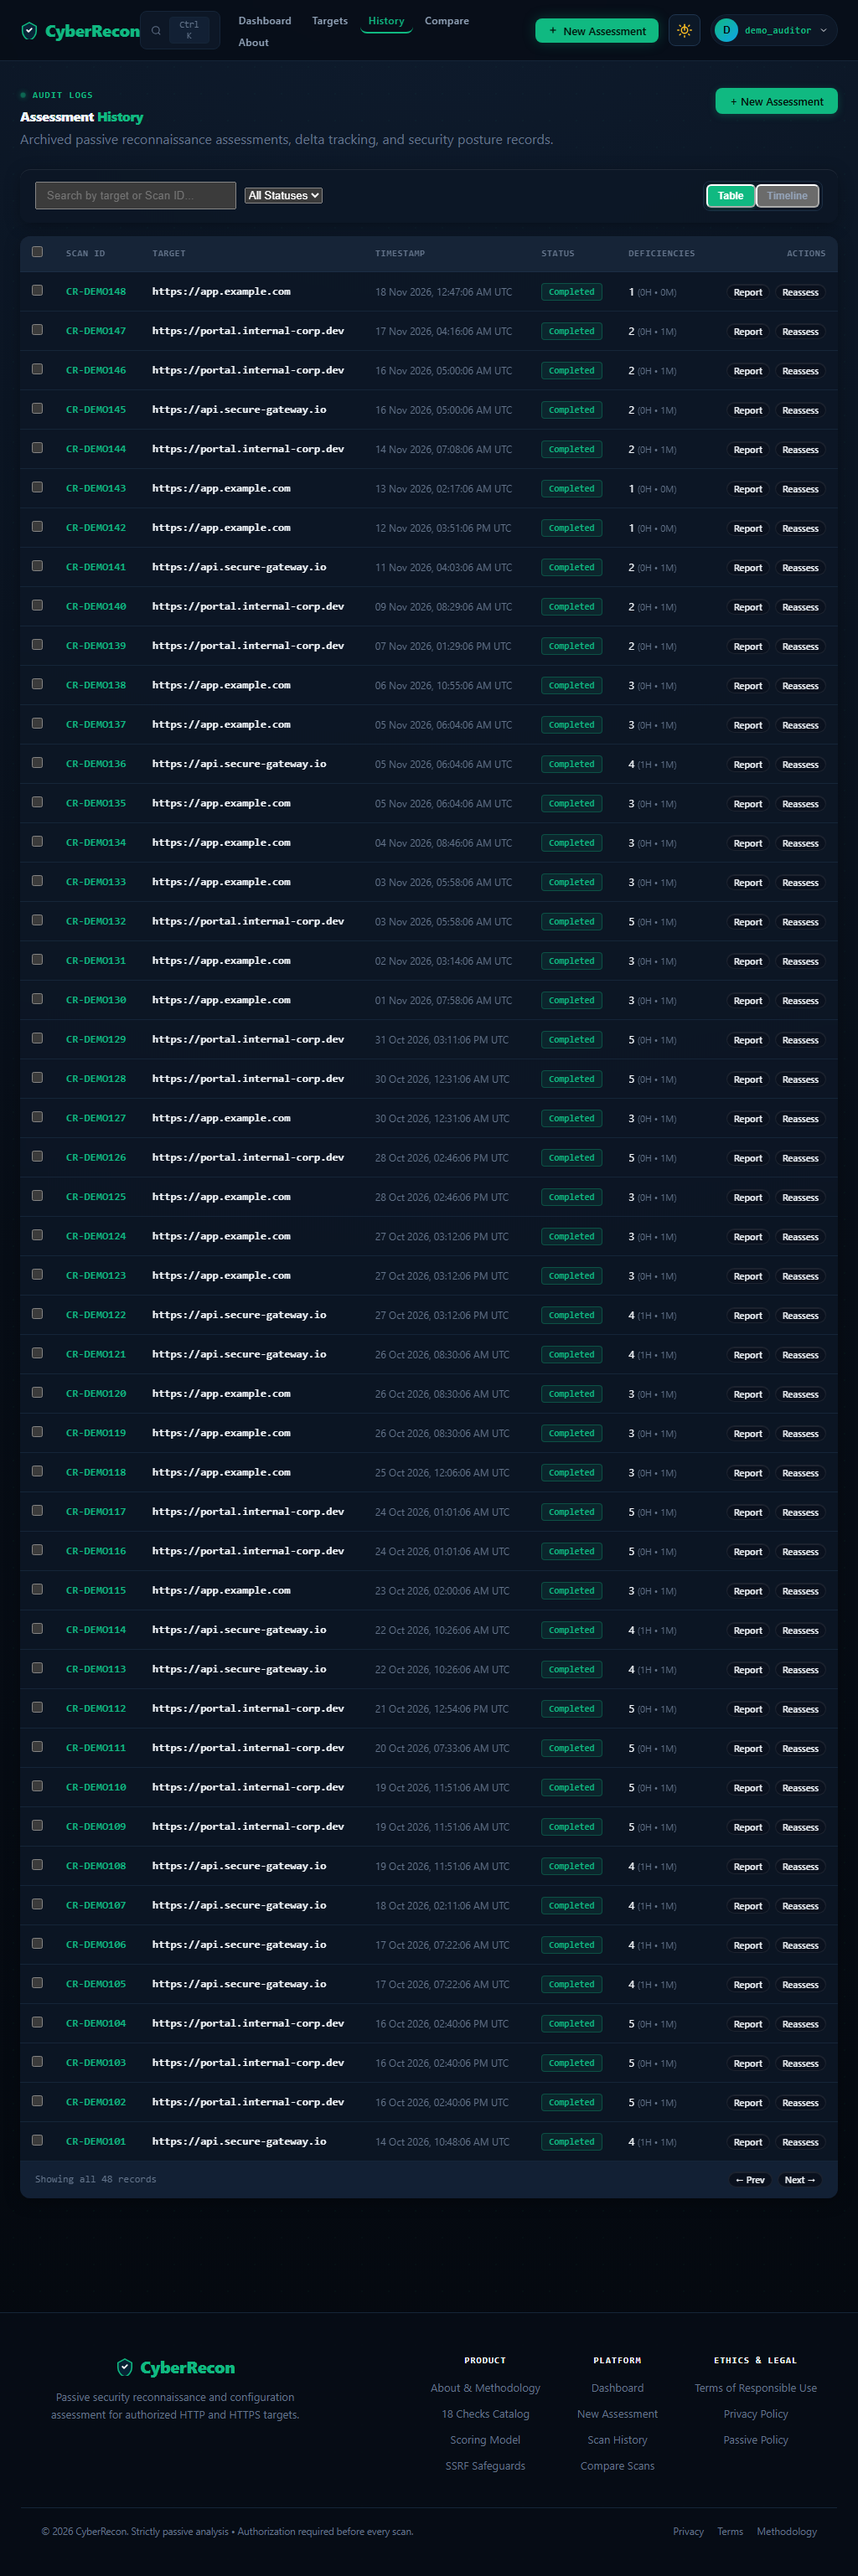 CyberRecon
Ctrl K
Dashboard Targets History Compare
About
+ New Assessment
D demo_auditor
AUDIT LOGS
Assessment History
+ New Assessment
Archived passive reconnaissance assessments, delta tracking, and security posture records.
Search by target or Scan ID...
All Statuses
Table Timeline
SCAN ID TARGET TIMESTAMP STATUS DEFICIENCIES ACTIONS
CR-DEMO148 https://app.example.com 18 Nov 2026, 12:47:06 AM UTC Completed 1 (0H • 0M) Report Reassess
CR-DEMO147 https://portal.internal-corp.dev 17 Nov 2026, 04:16:06 AM UTC Completed 2 (0H • 1M) Report Reassess
CR-DEMO146 https://portal.internal-corp.dev 16 Nov 2026, 05:00:06 AM UTC Completed 2 (0H • 1M) Report Reassess
CR-DEMO145 https://api.secure-gateway.io 16 Nov 2026, 05:00:06 AM UTC Completed 2 (0H • 1M) Report Reassess
CR-DEMO144 https://portal.internal-corp.dev 14 Nov 2026, 07:08:06 AM UTC Completed 2 (0H • 1M) Report Reassess
CR-DEMO143 https://app.example.com 13 Nov 2026, 02:17:06 AM UTC Completed 1 (0H • 0M) Report Reassess
CR-DEMO142 https://app.example.com 12 Nov 2026, 03:51:06 PM UTC Completed 1 (0H • 0M) Report Reassess
CR-DEMO141 https://api.secure-gateway.io 11 Nov 2026, 04:03:06 AM UTC Completed 2 (0H • 1M) Report Reassess
CR-DEMO140 https://portal.internal-corp.dev 09 Nov 2026, 08:29:06 AM UTC Completed 2 (0H • 1M) Report Reassess
CR-DEMO139 https://portal.internal-corp.dev 07 Nov 2026, 01:29:06 PM UTC Completed 2 (0H • 1M) Report Reassess
CR-DEMO138 https://app.example.com 06 Nov 2026, 10:55:06 AM UTC Completed 3 (0H • 1M) Report Reassess
CR-DEMO137 https://app.example.com 05 Nov 2026, 06:04:06 AM UTC Completed 3 (0H • 1M) Report Reassess
CR-DEMO136 https://api.secure-gateway.io 05 Nov 2026, 06:04:06 AM UTC Completed 4 (1H • 1M) Report Reassess
CR-DEMO135 https://app.example.com 05 Nov 2026, 06:04:06 AM UTC Completed 3 (0H • 1M) Report Reassess
CR-DEMO134 https://app.example.com 04 Nov 2026, 08:46:06 AM UTC Completed 3 (0H • 1M) Report Reassess
CR-DEMO133 https://app.example.com 03 Nov 2026, 05:58:06 AM UTC Completed 3 (0H • 1M) Report Reassess
CR-DEMO132 https://portal.internal-corp.dev 03 Nov 2026, 05:58:06 AM UTC Completed 5 (0H • 1M) Report Reassess
CR-DEMO131 https://app.example.com 02 Nov 2026, 03:14:06 AM UTC Completed 3 (0H • 1M) Report Reassess
CR-DEMO130 https://app.example.com 01 Nov 2026, 07:58:06 AM UTC Completed 3 (0H • 1M) Report Reassess
CR-DEMO129 https://portal.internal-corp.dev 31 Oct 2026, 03:11:06 PM UTC Completed 5 (0H • 1M) Report Reassess
CR-DEMO128 https://portal.internal-corp.dev 30 Oct 2026, 12:31:06 AM UTC Completed 5 (0H • 1M) Report Reassess
CR-DEMO127 https://app.example.com 30 Oct 2026, 12:31:06 AM UTC Completed 3 (0H • 1M) Report Reassess
CR-DEMO126 https://portal.internal-corp.dev 28 Oct 2026, 02:46:06 PM UTC Completed 5 (0H • 1M) Report Reassess
CR-DEMO125 https://app.example.com 28 Oct 2026, 02:46:06 PM UTC Completed 3 (0H • 1M) Report Reassess
CR-DEMO124 https://app.example.com 27 Oct 2026, 03:12:06 PM UTC Completed 3 (0H • 1M) Report Reassess
CR-DEMO123 https://app.example.com 27 Oct 2026, 03:12:06 PM UTC Completed 3 (0H • 1M) Report Reassess
CR-DEMO122 https://api.secure-gateway.io 27 Oct 2026, 03:12:06 PM UTC Completed 4 (1H • 1M) Report Reassess
CR-DEMO121 https://api.secure-gateway.io 26 Oct 2026, 08:30:06 AM UTC Completed 4 (1H • 1M) Report Reassess
CR-DEMO120 https://app.example.com 26 Oct 2026, 08:30:06 AM UTC Completed 3 (0H • 1M) Report Reassess
CR-DEMO119 https://app.example.com 26 Oct 2026, 08:30:06 AM UTC Completed 3 (0H • 1M) Report Reassess
CR-DEMO118 https://app.example.com 25 Oct 2026, 12:06:06 AM UTC Completed 3 (0H • 1M) Report Reassess
CR-DEMO117 https://portal.internal-corp.dev 24 Oct 2026, 01:01:06 AM UTC Completed 5 (0H • 1M) Report Reassess
CR-DEMO116 https://portal.internal-corp.dev 24 Oct 2026, 01:01:06 AM UTC Completed 5 (0H • 1M) Report Reassess
CR-DEMO115 https://app.example.com 23 Oct 2026, 02:00:06 AM UTC Completed 3 (0H • 1M) Report Reassess
CR-DEMO114 https://api.secure-gateway.io 22 Oct 2026, 10:26:06 AM UTC Completed 4 (1H • 1M) Report Reassess
CR-DEMO113 https://api.secure-gateway.io 22 Oct 2026, 10:26:06 AM UTC Completed 4 (1H • 1M) Report Reassess
CR-DEMO112 https://portal.internal-corp.dev 21 Oct 2026, 12:54:06 PM UTC Completed 5 (0H • 1M) Report Reassess
CR-DEMO111 https://portal.internal-corp.dev 20 Oct 2026, 07:33:06 AM UTC Completed 5 (0H • 1M) Report Reassess
CR-DEMO110 https://portal.internal-corp.dev 19 Oct 2026, 11:51:06 AM UTC Completed 5 (0H • 1M) Report Reassess
CR-DEMO109 https://portal.internal-corp.dev 19 Oct 2026, 11:51:06 AM UTC Completed 5 (0H • 1M) Report Reassess
CR-DEMO108 https://api.secure-gateway.io 19 Oct 2026, 11:51:06 AM UTC Completed 4 (1H • 1M) Report Reassess
CR-DEMO107 https://api.secure-gateway.io 18 Oct 2026, 02:11:06 AM UTC Completed 4 (1H • 1M) Report Reassess
CR-DEMO106 https://api.secure-gateway.io 17 Oct 2026, 07:22:06 AM UTC Completed 4 (1H • 1M) Report Reassess
CR-DEMO105 https://api.secure-gateway.io 17 Oct 2026, 07:22:06 AM UTC Completed 4 (1H • 1M) Report Reassess
CR-DEMO104 https://portal.internal-corp.dev 16 Oct 2026, 02:40:06 PM UTC Completed 5 (0H • 1M) Report Reassess
CR-DEMO103 https://portal.internal-corp.dev 16 Oct 2026, 02:40:06 PM UTC Completed 5 (0H • 1M) Report Reassess
CR-DEMO102 https://portal.internal-corp.dev 16 Oct 2026, 02:40:06 PM UTC Completed 5 (0H • 1M) Report Reassess
CR-DEMO101 https://api.secure-gateway.io 14 Oct 2026, 10:48:06 AM UTC Completed 4 (1H • 1M) Report Reassess
Showing all 48 records
← Prev Next →
CyberRecon
Passive security reconnaissance and configuration
assessment for authorized HTTP and HTTPS targets.
PRODUCT
About & Methodology
18 Checks Catalog
Scoring Model
SSRF Safeguards
PLATFORM
Dashboard
New Assessment
Scan History
Compare Scans
ETHICS & LEGAL
Terms of Responsible Use
Privacy Policy
Passive Policy
© 2026 CyberRecon. Strictly passive analysis • Authorization required before every scan.
Privacy Terms Methodology